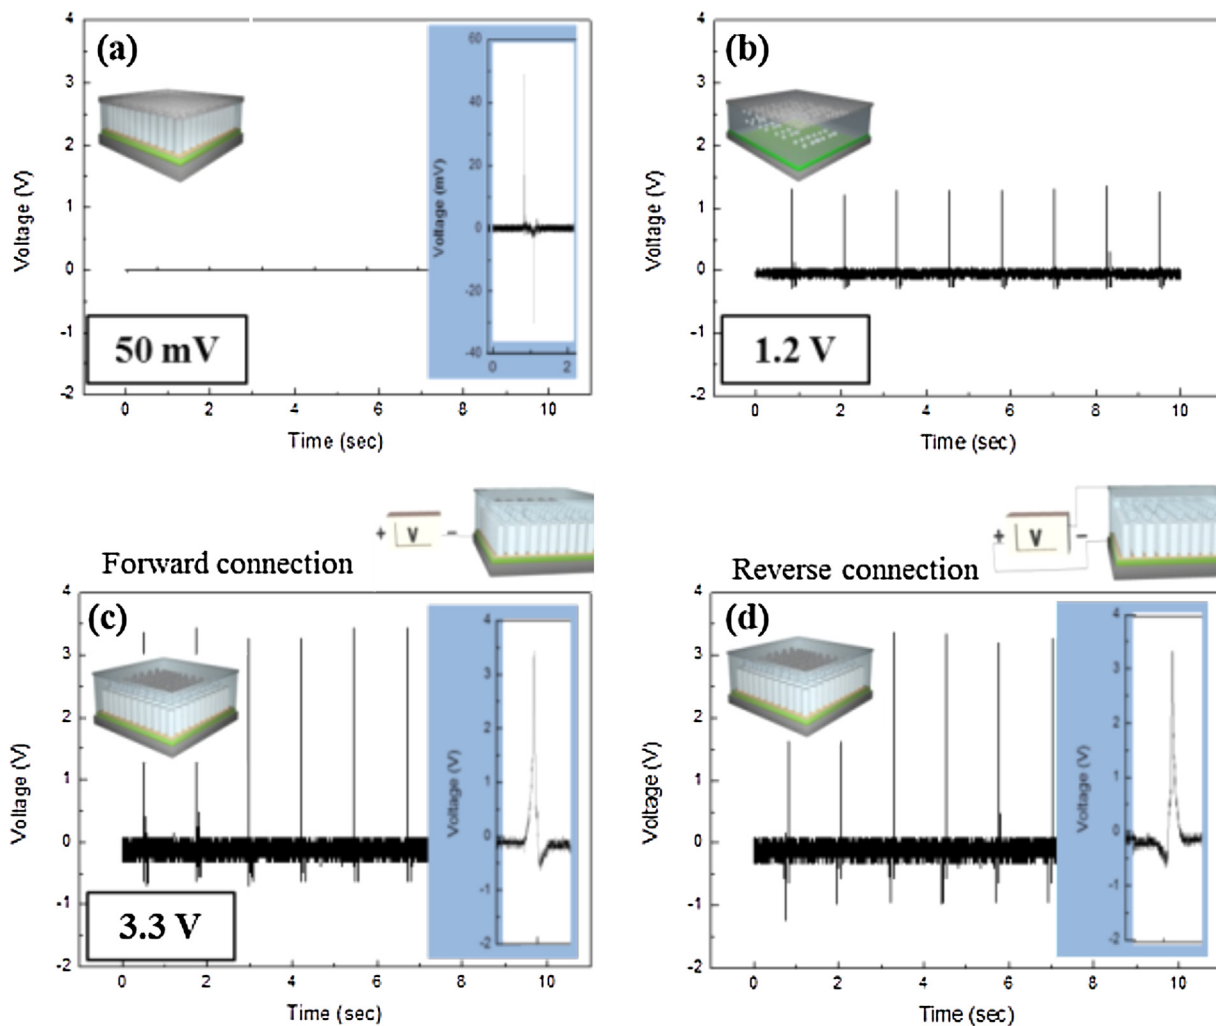 (a)
4
3
2
1
0
-1
-2
Voltage (V)
0 2 4 6 8 10
Time (sec)
50 mV
60
40
20
0
-20
-40
Voltage (mV)
0 2
(b)
4
3
2
1
0
-1
-2
Voltage (V)
0 2 4 6 8 10
Time (sec)
1.2 V
Forward connection
+ V -
(c)
4
3
2
1
0
-1
-2
Voltage (V)
0 2 4 6 8 10
Time (sec)
3.3 V
4
3
2
1
0
-1
-2
Voltage (V)
Reverse connection
+ V -
(d)
4
3
2
1
0
-1
-2
Voltage (V)
0 2 4 6 8 10
Time (sec)
4
3
2
1
0
-1
-2
Voltage (V)